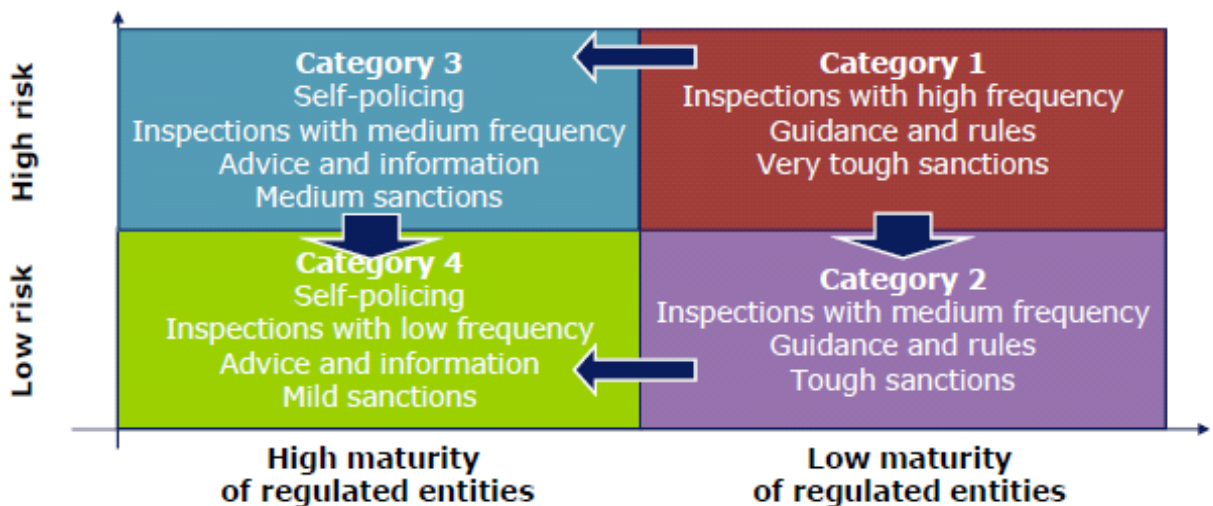 High risk
Category 3
Self-policing
Inspections with medium frequency
Advice and information
Medium sanctions
Category 1
Inspections with high frequency
Guidance and rules
Very tough sanctions
Low risk
Category 4
Self-policing
Inspections with low frequency
Advice and information
Mild sanctions
Category 2
Inspections with medium frequency
Guidance and rules
Tough sanctions
High maturity
of regulated entities
Low maturity
of regulated entities